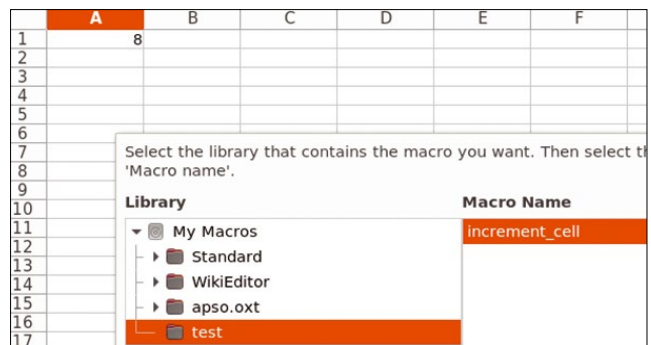 A B C D E F
1 8
2
3
4
5
6
7 Select the library that contains the macro you want. Then select
8 'Macro name'.
9
10 Library Macro Name
11 My Macros increment_cell
12 Standard
13 WikiEditor
14
15 apso.oxt
16 test
17